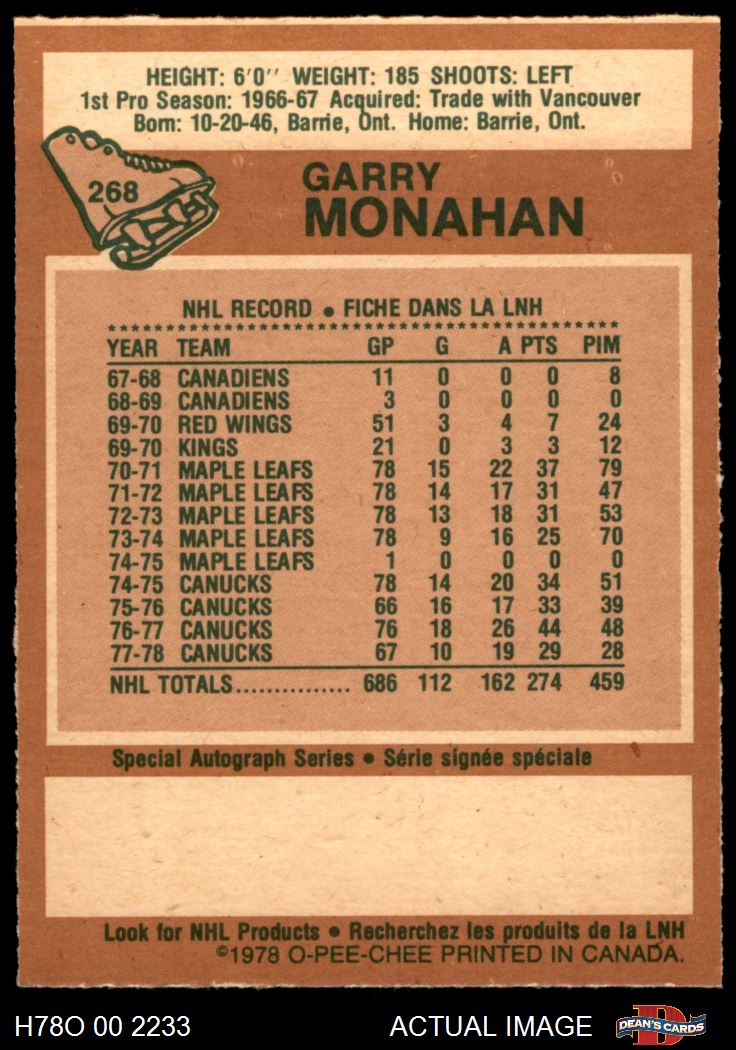 HEIGHT: 6'0'' WEIGHT: 185 SHOOTS: LEFT
1st Pro Season: 1966-67 Acquired: Trade with Vancouver
Born: 10-20-46, Barrie, Ont. Home: Barrie, Ont.
268
GARRY
MONAHAN
NHL RECORD • FICHE DANS LA LNH
YEAR TEAM GP G A PTS PIM
67-68 CANADIENS 11 0 0 0 8
68-69 CANADIENS 3 0 0 0 0
69-70 RED WINGS 51 3 4 7 24
69-70 KINGS 21 0 3 3 12
70-71 MAPLE LEAFS 78 15 22 37 79
71-72 MAPLE LEAFS 78 14 17 31 47
72-73 MAPLE LEAFS 78 13 18 31 53
73-74 MAPLE LEAFS 78 9 16 25 70
74-75 MAPLE LEAFS 1 0 0 0 0
74-75 CANUCKS 78 14 20 34 51
75-76 CANUCKS 66 16 17 33 39
76-77 CANUCKS 76 18 26 44 48
77-78 CANUCKS 67 10 19 29 28
NHL TOTALS............... 686 112 162 274 459
Special Autograph Series • Série signée spéciale
Look for NHL Products • Recherchez les produits de la LNH
©1978 O-PEE-CHEE PRINTED IN CANADA.
H78O 00 2233 ACTUAL IMAGE D DEAN'S CARDS